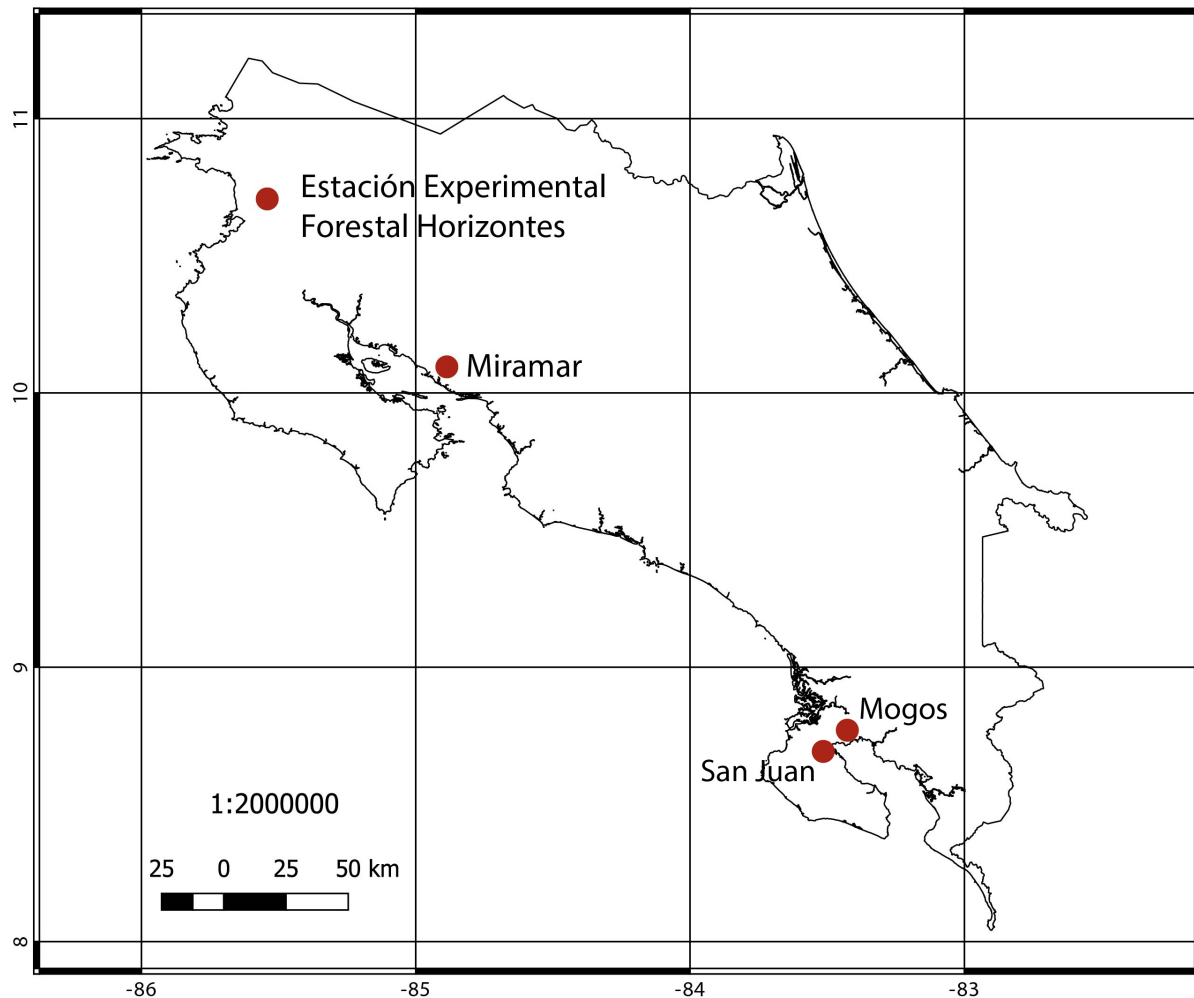 11
Estación Experimental
Forestal Horizontes
Miramar
10
9
Mogos
San Juan
1:2000000
25 0 25 50 km
8
-86 -85 -84 -83